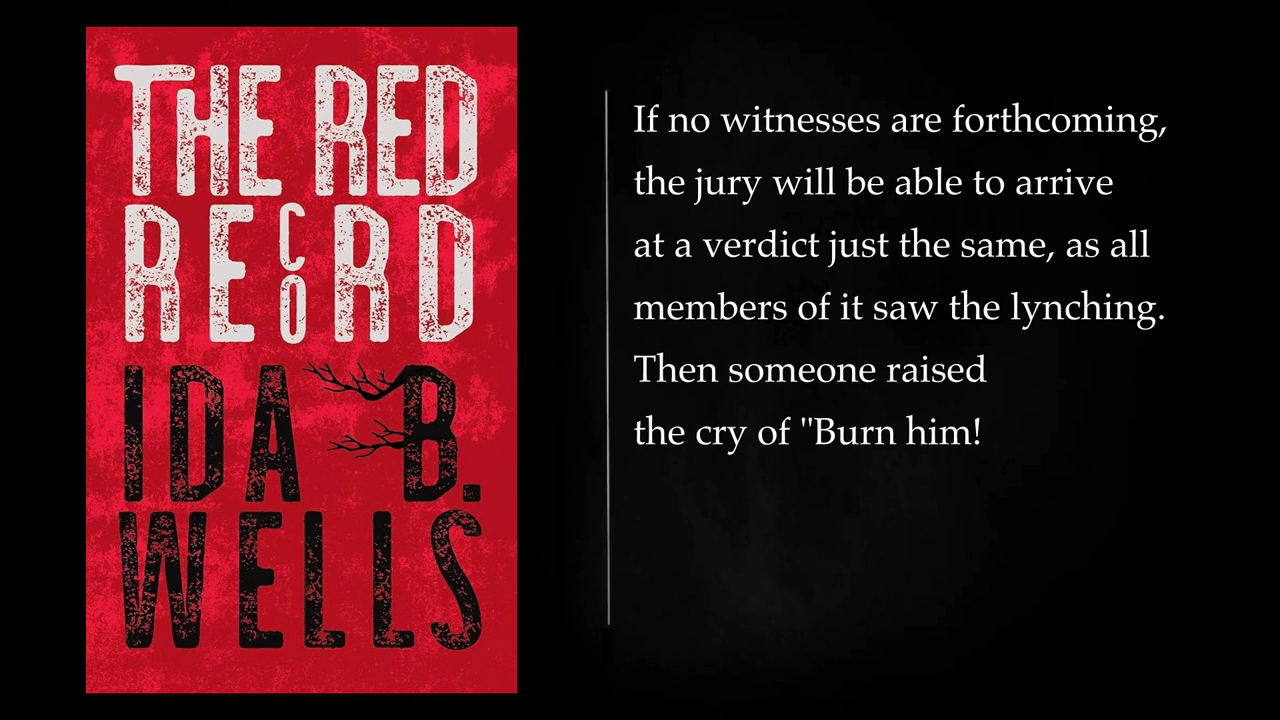 THE RED
RECORD
IDA B.
WELLS
If no witnesses are forthcoming,
the jury will be able to arrive
at a verdict just the same, as all
members of it saw the lynching.
Then someone raised
the cry of "Burn him!